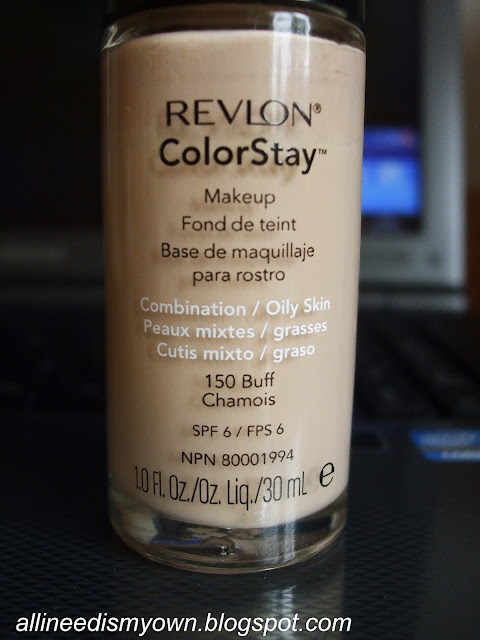 REVLON®
ColorStay™
Makeup
Fond de teint
Base de maquillaje
para rostro
Combination / Oily Skin
Peaux mixtes / grasses
Cutis mixto / graso
150 Buff
Chamois
SPF 6 / FPS 6
NPN 80001994
1.0 Fl. Oz./Oz. Liq./30 mL e
allineedismyown.blogspot.com